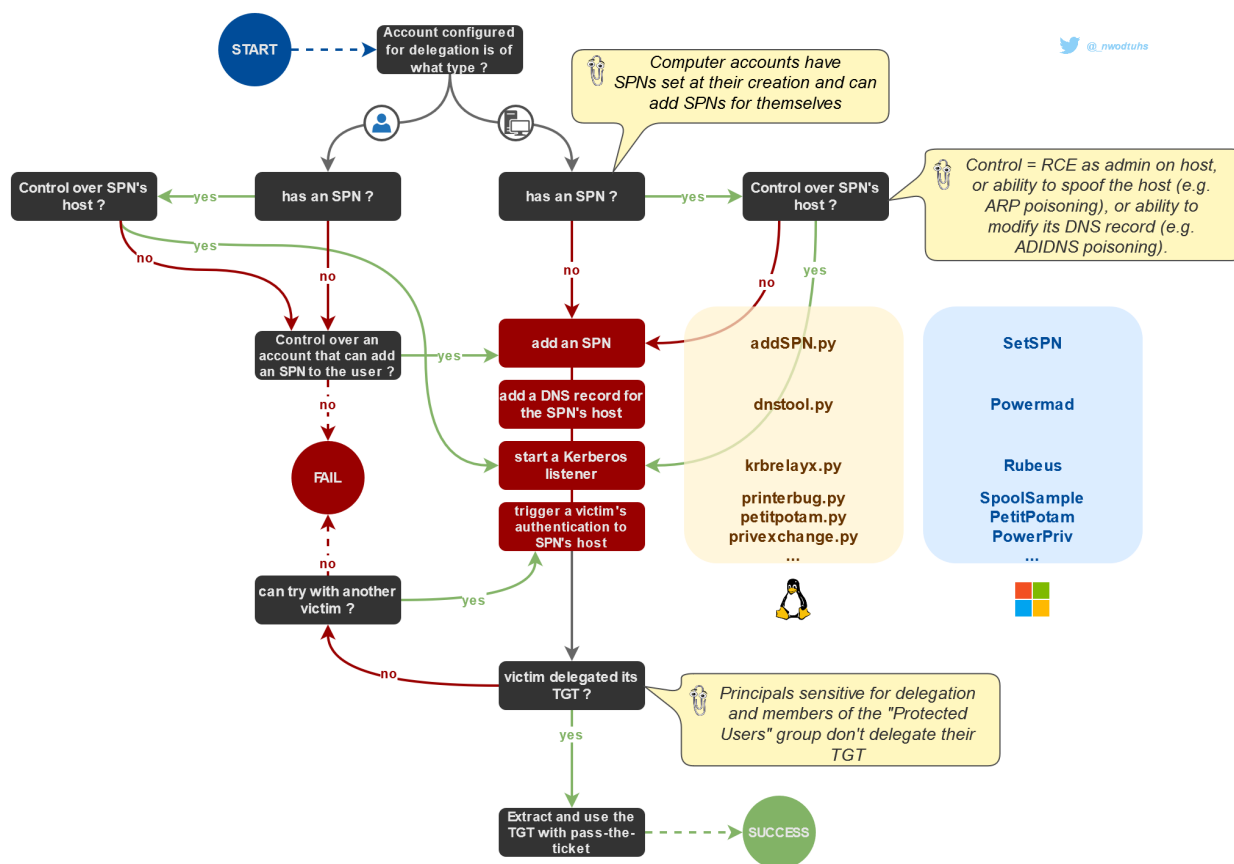 START
Account configured
for delegation is of
what type ?
@_nwodtuhs
Computer accounts have
SPNs set at their creation and can
add SPNs for themselves
Control over SPN's
host ?
yes
has an SPN ?
has an SPN ?
yes
Control over SPN's
host ?
Control = RCE as admin on host,
or ability to spoof the host (e.g.
ARP poisoning), or ability to
modify its DNS record (e.g.
ADIDNS poisoning).
no
yes
no
no
no
yes
Control over an
account that can add
an SPN to the user ?
yes
add an SPN
addSPN.py
SetSPN
no
add a DNS record for
the SPN's host
dnstool.py
Powermad
FAIL
start a Kerberos
listener
krbrelayx.py
Rubeus
trigger a victim's
authentication to
SPN's host
printerbug.py
petitpotam.py
privexchange.py
...
SpoolSample
PetitPotam
PowerPriv
...
no
can try with another
victim ?
yes
no
victim delegated its
TGT ?
Principals sensitive for delegation
and members of the "Protected
Users" group don't delegate their
TGT
yes
Extract and use the
TGT with pass-the-
ticket
SUCCESS